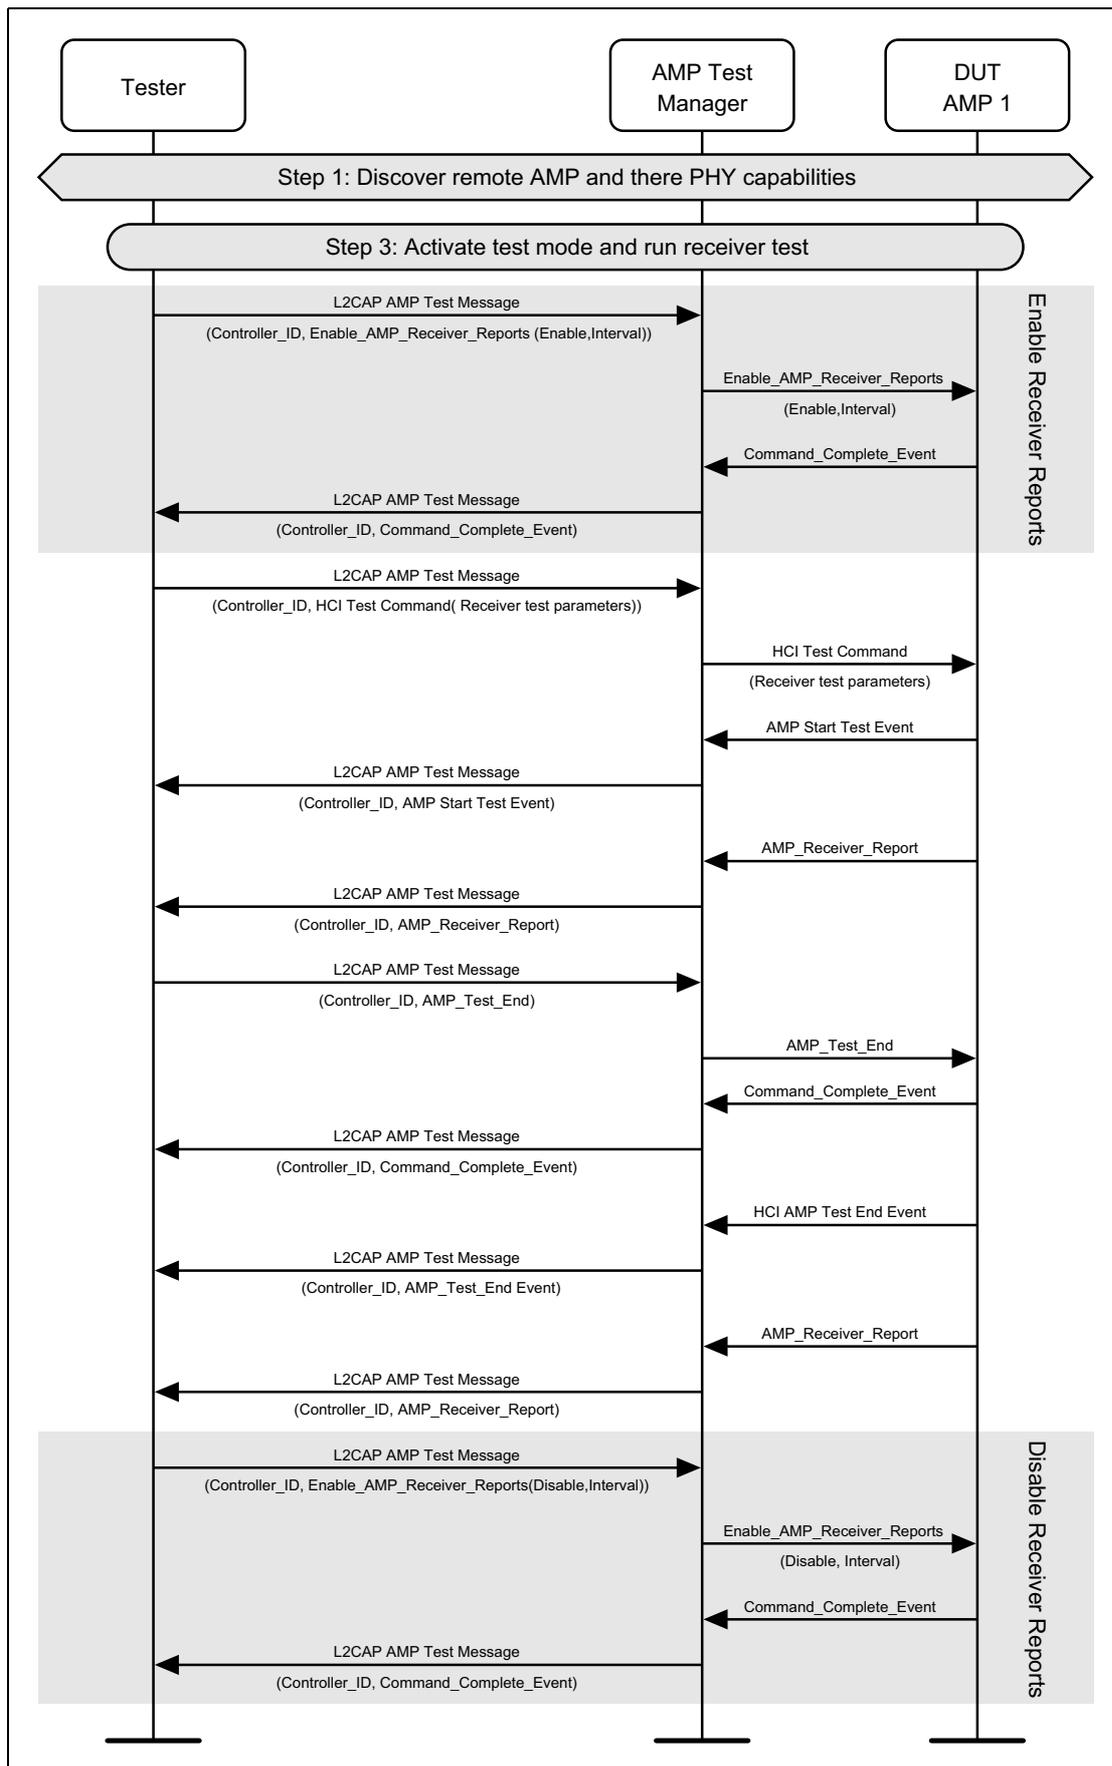 Tester
AMP Test
Manager
DUT
AMP 1
Step 1: Discover remote AMP and there PHY capabilities
Step 3: Activate test mode and run receiver test
Enable Receiver Reports
L2CAP AMP Test Message
(Controller_ID, Enable_AMP_Receiver_Reports (Enable,Interval))
Enable_AMP_Receiver_Reports
(Enable,Interval)
Command_Complete_Event
L2CAP AMP Test Message
(Controller_ID, Command_Complete_Event)
L2CAP AMP Test Message
(Controller_ID, HCI Test Command( Receiver test parameters))
HCI Test Command
(Receiver test parameters)
AMP Start Test Event
L2CAP AMP Test Message
(Controller_ID, AMP Start Test Event)
AMP_Receiver_Report
L2CAP AMP Test Message
(Controller_ID, AMP_Receiver_Report)
L2CAP AMP Test Message
(Controller_ID, AMP_Test_End)
AMP_Test_End
Command_Complete_Event
L2CAP AMP Test Message
(Controller_ID, Command_Complete_Event)
HCI AMP Test End Event
L2CAP AMP Test Message
(Controller_ID, AMP_Test_End Event)
AMP_Receiver_Report
L2CAP AMP Test Message
(Controller_ID, AMP_Receiver_Report)
Disable Receiver Reports
L2CAP AMP Test Message
(Controller_ID, Enable_AMP_Receiver_Reports(Disable,Interval))
Enable_AMP_Receiver_Reports
(Disable, Interval)
Command_Complete_Event
L2CAP AMP Test Message
(Controller_ID, Command_Complete_Event)